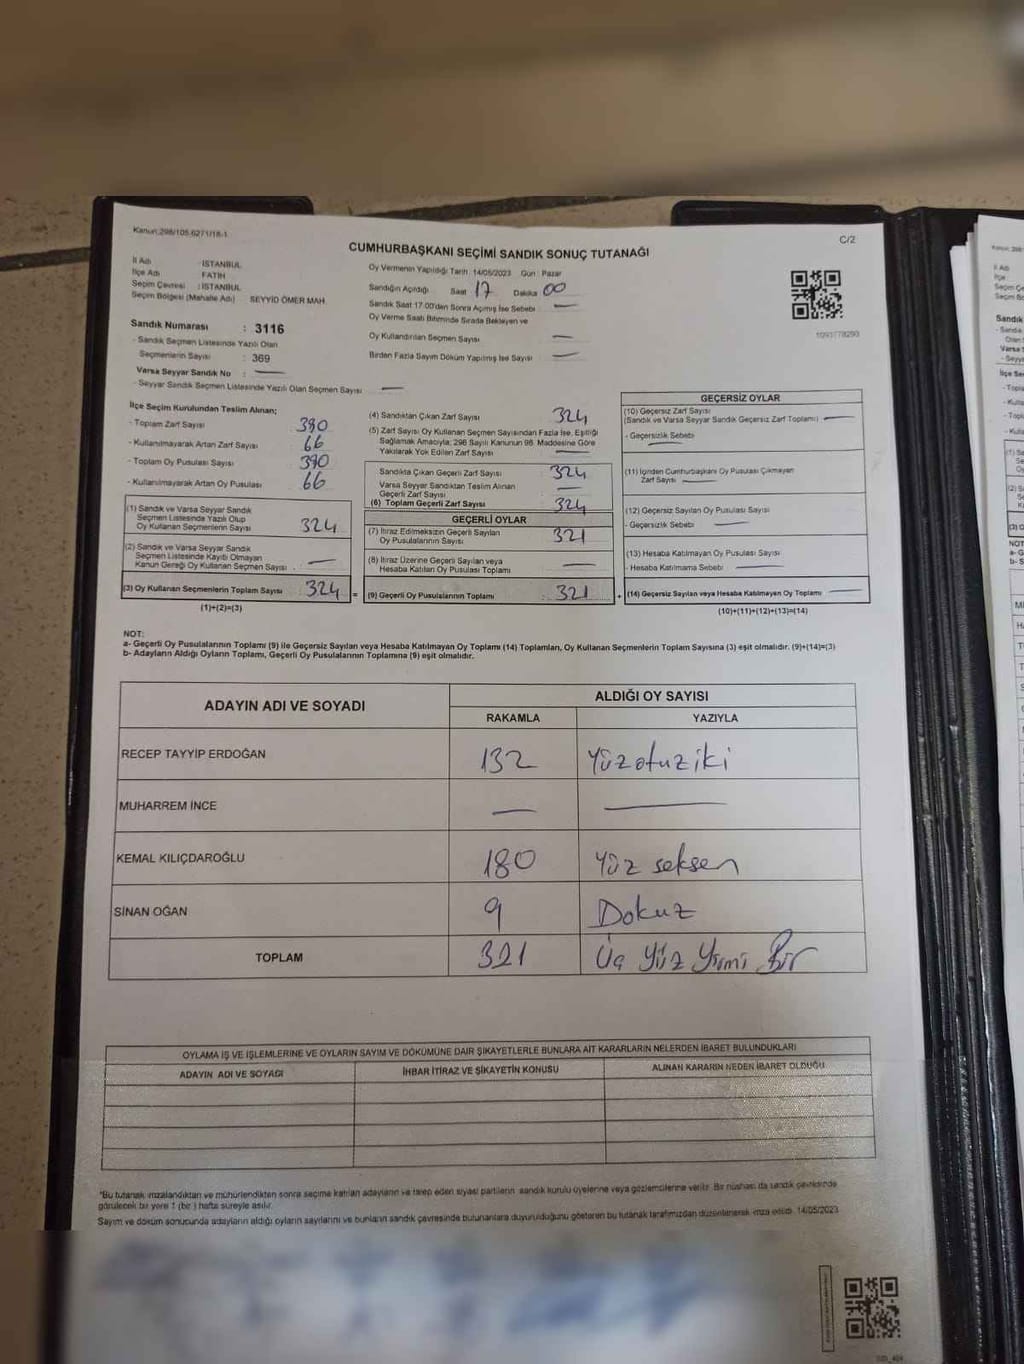 Kanun:298/105,6271/18-1
C/2
CUMHURBAŞKANI SEÇİMİ SANDIK SONUÇ TUTANAĞI
İl Adı : İSTANBUL
İlçe Adı : FATİH
Seçim Çevresi : İSTANBUL
Seçim Bölgesi (Mahalle Adı) SEYYİD ÖMER MAH.
Sandık Numarası : 3116
- Sandık Seçmen Listesinde Yazılı Olan
Seçmenlerin Sayısı : 369
Varsa Seyyar Sandık No : —
- Seyyar Sandık Seçmen Listesinde Yazılı Olan Seçmen Sayısı : —
Oy Vermenin Yapıldığı Tarih : 14/05/2023 Gün : Pazar
Sandığın Açıldığı Saat 17 Dakika 00
Sandık Saat 17:00'den Sonra Açılmış İse Sebebi : —
Oy Verme Saati Bitiminde Sırada Bekleyen ve
Oy Kullandırılan Seçmen Sayısı —
Birden Fazla Sayım Döküm Yapılmış İse Sayısı —
1093778293
İlçe Seçim Kurulundan Teslim Alınan;
- Toplam Zarf Sayısı : 390
- Kullanılmayarak Artan Zarf Sayısı : 66
- Toplam Oy Pusulası Sayısı : 390
- Kullanılmayarak Artan Oy Pusulası : 66
(1) Sandık ve Varsa Seyyar Sandık
Seçmen Listesinde Yazılı Olup
Oy Kullanan Seçmenlerin Sayısı : 324
(2) Sandık ve Varsa Seyyar Sandık
Seçmen Listesinde Kayıtlı Olmayan
Kanun Gereği Oy Kullanan Seçmen Sayısı : —
(3) Oy Kullanan Seçmenlerin Toplam Sayısı : 324 =
(1)+(2)=(3)
(4) Sandıktan Çıkan Zarf Sayısı : 324
(5) Zarf Sayısı Oy Kullanan Seçmen Sayısından Fazla İse, Eşitliği
Sağlamak Amacıyla; 298 Sayılı Kanunun 98. Maddesine Göre
Yakılarak Yok Edilen Zarf Sayısı : —
Sandıkta Çıkan Geçerli Zarf Sayısı : 324
Varsa Seyyar Sandıktan Teslim Alınan
Geçerli Zarf Sayısı : —
(6) Toplam Geçerli Zarf Sayısı : 324
GEÇERLİ OYLAR
(7) İtiraz Edilmeksizin Geçerli Sayılan
Oy Pusulalarının Sayısı : 321
(8) İtiraz Üzerine Geçerli Sayılan veya
Hesaba Katılan Oy Pusulası Toplamı : —
(9) Geçerli Oy Pusulalarının Toplamı : 321 +
GEÇERSİZ OYLAR
(10) Geçersiz Zarf Sayısı
(Sandık ve Varsa Seyyar Sandık Geçersiz Zarf Toplamı) : —
- Geçersizlik Sebebi : —
(11) İçinden Cumhurbaşkanı Oy Pusulası Çıkmayan
Zarf Sayısı : —
(12) Geçersiz Sayılan Oy Pusulası Sayısı :
- Geçersizlik Sebebi : —
(13) Hesaba Katılmayan Oy Pusulası Sayısı :
- Hesaba Katılmama Sebebi : —
(14) Geçersiz Sayılan veya Hesaba Katılmayan Oy Toplamı : —
(10)+(11)+(12)+(13)=(14)
NOT:
a- Geçerli Oy Pusulalarının Toplamı (9) ile Geçersiz Sayılan veya Hesaba Katılmayan Oy Toplamı (14) Toplamları, Oy Kullanan Seçmenlerin Toplam Sayısına (3) eşit olmalıdır. (9)+(14)=(3)
b- Adayların Aldığı Oyların Toplamı, Geçerli Oy Pusulalarının Toplamına (9) eşit olmalıdır.
ADAYIN ADI VE SOYADI
ALDIĞI OY SAYISI
RAKAMLA YAZIYLA
RECEP TAYYİP ERDOĞAN 132 Yüzotuziki
MUHARREM İNCE — —
KEMAL KILIÇDAROĞLU 180 Yüz seksen
SİNAN OĞAN 9 Dokuz
TOPLAM 321 Üç Yüz Yirmi Bir
OYLAMA İŞ VE İŞLEMLERİNE VE OYLARIN SAYIM VE DÖKÜMÜNE DAİR ŞİKAYETLERLE BUNLARA AİT KARARLARIN NELERDEN İBARET BULUNDUKLARI
ADAYIN ADI VE SOYADI İHBAR İTİRAZ VE ŞİKAYETİN KONUSU ALINAN KARARIN NEDEN İBARET OLDUĞU
*Bu tutanak imzalandıktan ve mühürlendikten sonra seçime katılan adayların ve talep eden siyasi partilerin sandık kurulu üyelerine veya gözlemcilerine verilir. Bir nüshası da sandık çevresinde
görülecek bir yere 1 (bir) hafta süreyle asılır.
Sayım ve döküm sonucunda adayların aldığı oyların sayılarını ve bunların sandık çevresinde bulunanlara duyurulduğunu gösteren bu tutanak tarafımızdan düzenlenerek imza edildi. 14/05/2023